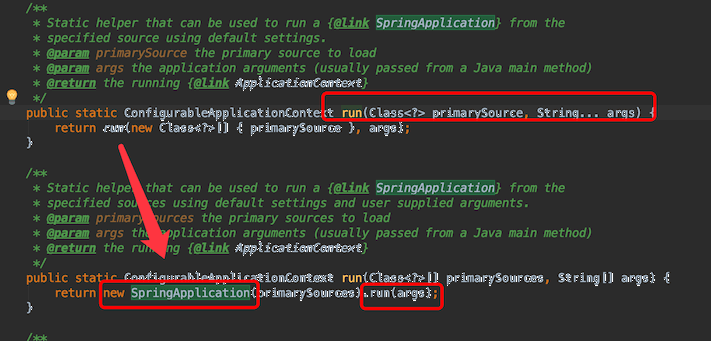 /**
* Static helper that can be used to run a {@link SpringApplication} from the
* specified source using default settings.
* @param primarySource the primary source to load
* @param args the application arguments (usually passed from a Java main method)
* @return the running {@link ApplicationContext}
*/
public static ConfigurableApplicationContext run(Class<?> primarySource, String... args) {
return run(new Class<?>[] { primarySource }, args);
}
/**
* Static helper that can be used to run a {@link SpringApplication} from the
* specified sources using default settings and user supplied arguments.
* @param primarySources the primary sources to load
* @param args the application arguments (usually passed from a Java main method)
* @return the running {@link ApplicationContext}
*/
public static ConfigurableApplicationContext run(Class<?>[] primarySources, String[] args) {
return new SpringApplication(primarySources).run(args);
}
/**